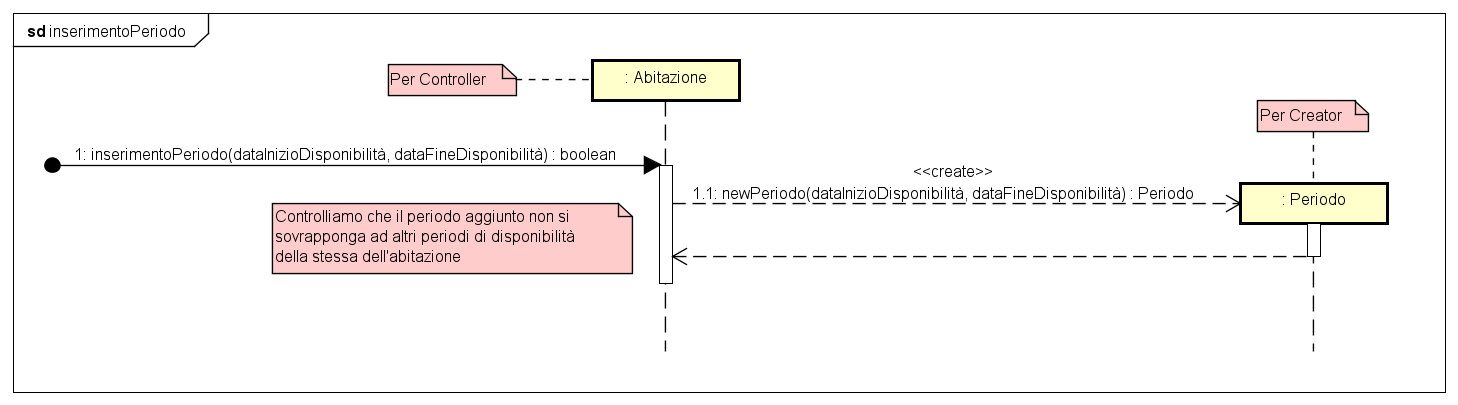 sd inserimentoPeriodo
Per Controller
: Abitazione
Per Creator
1: inserimentoPeriodo(dataInizioDisponibilità, dataFineDisponibilità) : boolean
<<create>>
1.1: newPeriodo(dataInizioDisponibilità, dataFineDisponibilità) : Periodo
: Periodo
Controlliamo che il periodo aggiunto non si
sovrapponga ad altri periodi di disponibilità
della stessa dell'abitazione